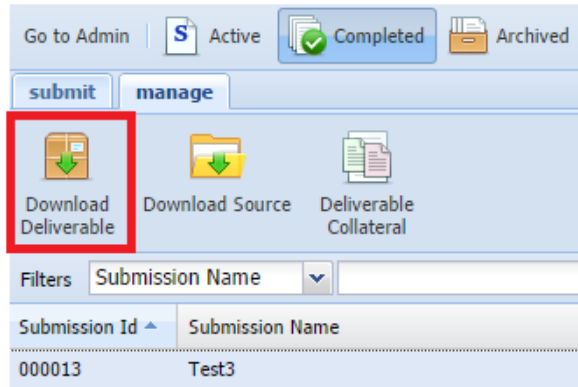 Go to Admin S Active Completed Archived
submit manage
Download Deliverable
Download Source
Deliverable Collateral
Filters Submission Name
Submission Id Submission Name
000013 Test3